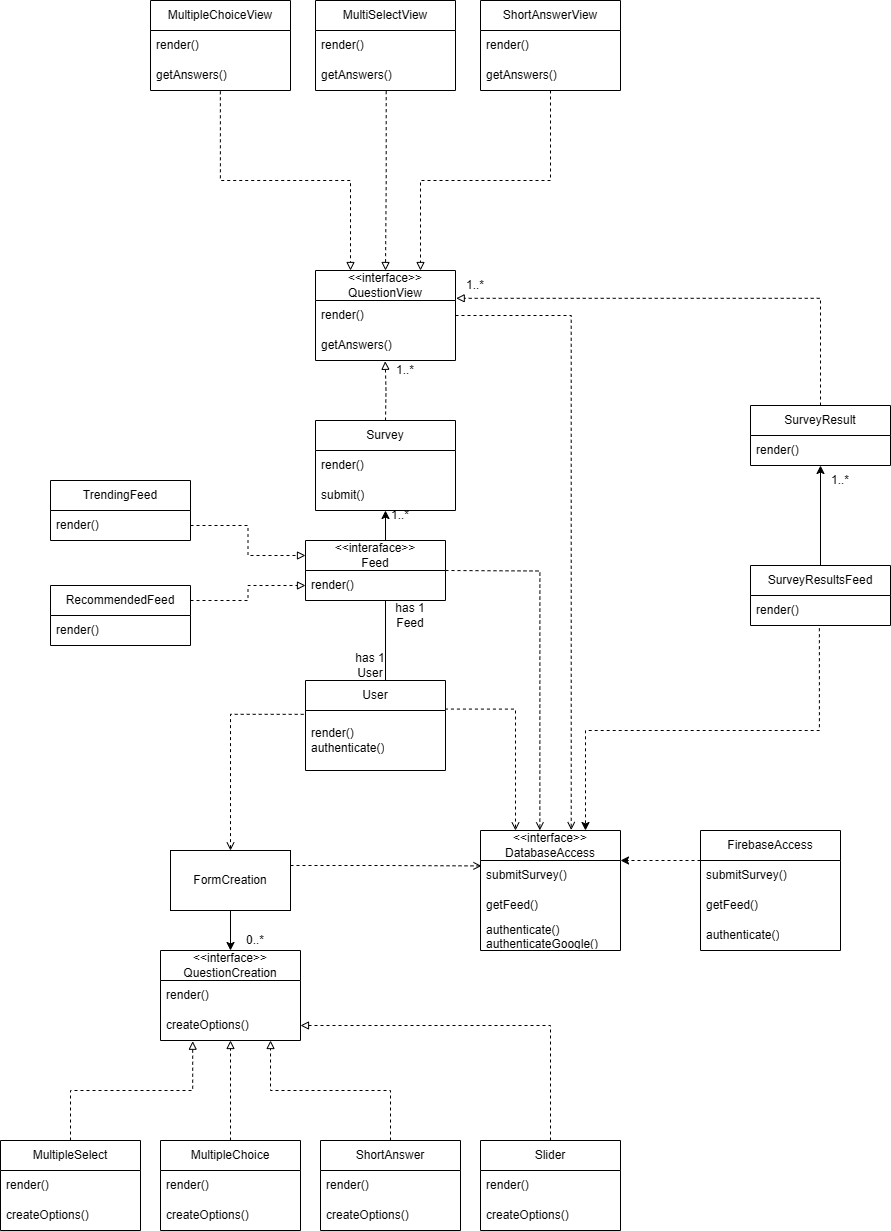 MultipleChoiceView
render()
getAnswers()
MultiSelectView
render()
getAnswers()
ShortAnswerView
render()
getAnswers()
<<interface>>
QuestionView
render()
getAnswers()
1..*
1..*
Survey
render()
submit()
1..*
SurveyResult
render()
1..*
TrendingFeed
render()
<<interaface>>
Feed
render()
RecommendedFeed
render()
SurveyResultsFeed
render()
has 1
Feed
has 1
User
User
render()
authenticate()
FormCreation
<<interface>>
DatabaseAccess
submitSurvey()
getFeed()
authenticate()
authenticateGoogle()
FirebaseAccess
submitSurvey()
getFeed()
authenticate()
0..*
<<interface>>
QuestionCreation
render()
createOptions()
MultipleSelect
render()
createOptions()
MultipleChoice
render()
createOptions()
ShortAnswer
render()
createOptions()
Slider
render()
createOptions()